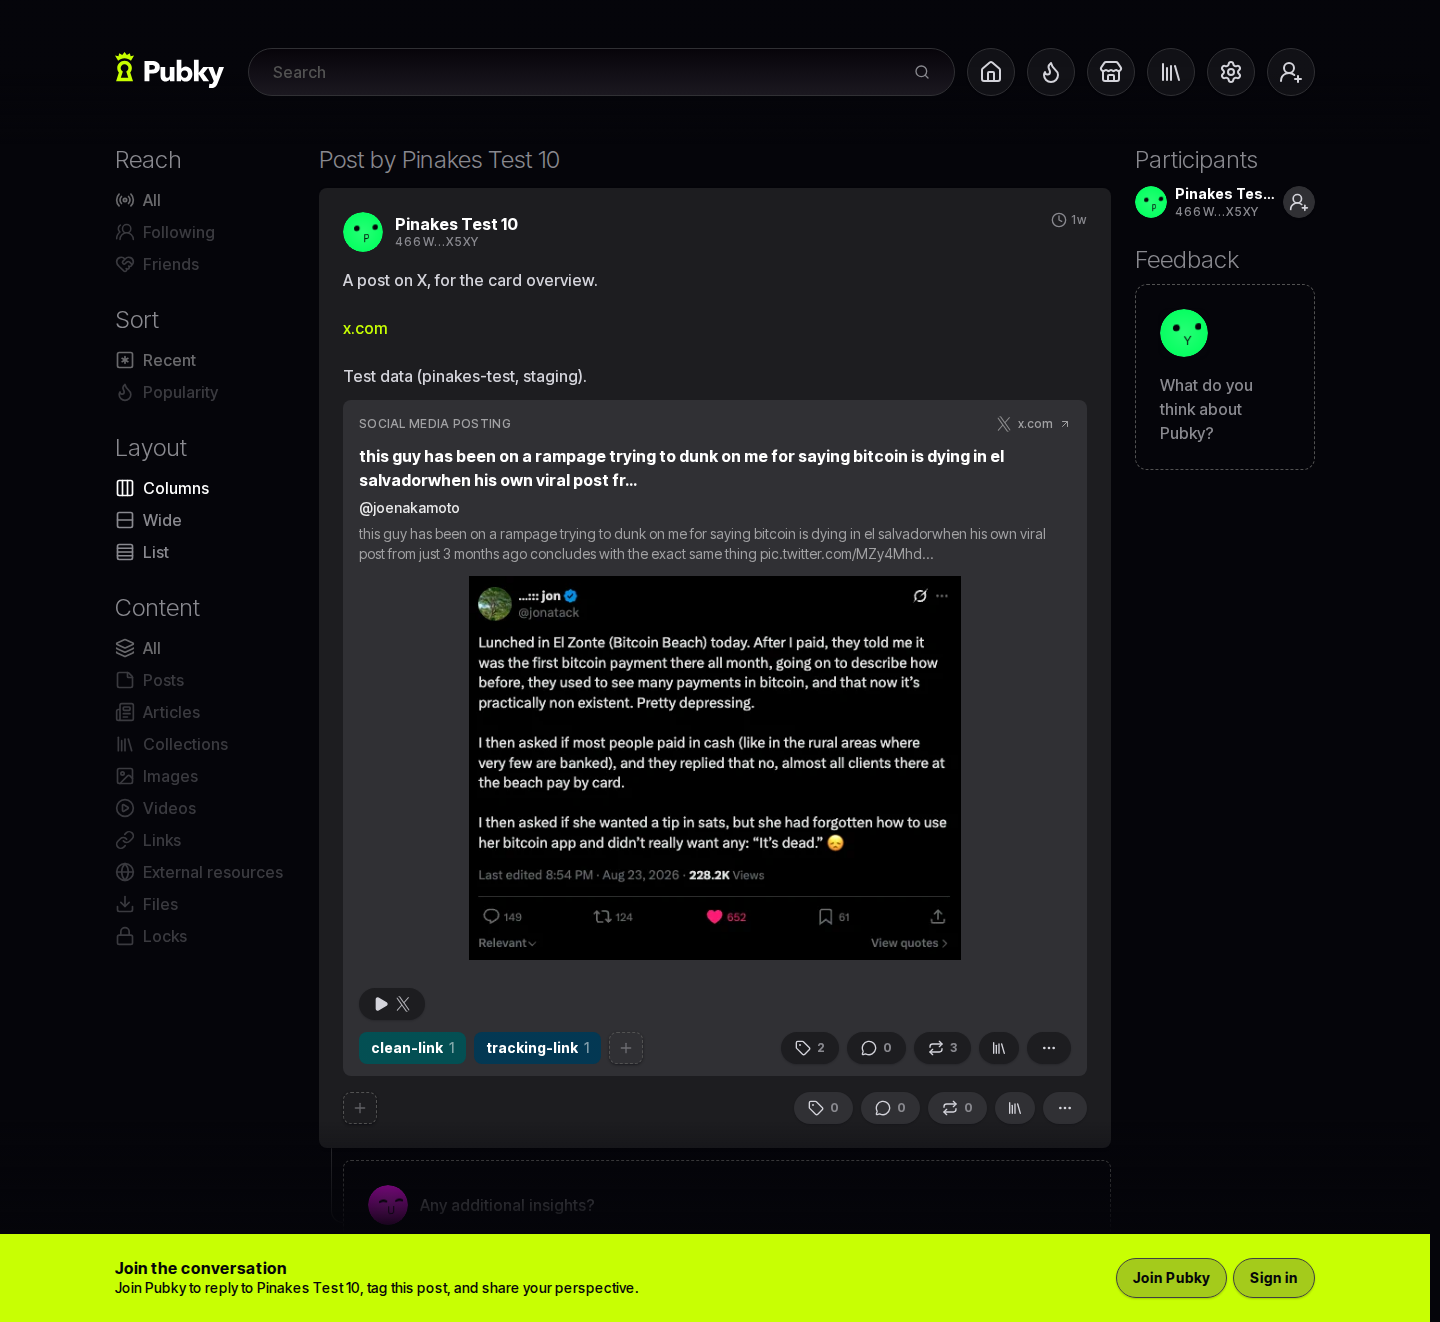 Pubky
Search
Reach
All
Following
Friends
Sort
Recent
Popularity
Layout
Columns
Wide
List
Content
All
Posts
Articles
Collections
Images
Videos
Links
External resources
Files
Locks
Post by Pinakes Test 10
P
Pinakes Test 10
466W...X5XY
1w
A post on X, for the card overview.
x.com
Test data (pinakes-test, staging).
SOCIAL MEDIA POSTING
x.com
this guy has been on a rampage trying to dunk on me for saying bitcoin is dying in el
salvadorwhen his own viral post fr...
@joenakamoto
this guy has been on a rampage trying to dunk on me for saying bitcoin is dying in el salvadorwhen his own viral
post from just 3 months ago concludes with the exact same thing pic.twitter.com/MZy4Mhd...
...::: jon
@jonatack
Lunched in El Zonte (Bitcoin Beach) today. After I paid, they told me it
was the first bitcoin payment there all month, going on to describe how
before, they used to see many payments in bitcoin, and that now it's
practically non existent. Pretty depressing.
I then asked if most people paid in cash (like in the rural areas where
very few are banked), and they replied that no, almost all clients there at
the beach pay by card.
I then asked if she wanted a tip in sats, but she had forgotten how to use
her bitcoin app and didn't really want any: "It's dead." 😞
Last edited 8:54 PM · Aug 23, 2026 · 228.2K Views
149 124 652 61
Relevant View quotes
clean-link 1 tracking-link 1
2 0 3
0 0 0
U
Any additional insights?
Participants
P
Pinakes Tes...
466W...X5XY
Feedback
Y
What do you
think about
Pubky?
Join the conversation
Join Pubky to reply to Pinakes Test 10, tag this post, and share your perspective.
Join Pubky
Sign in